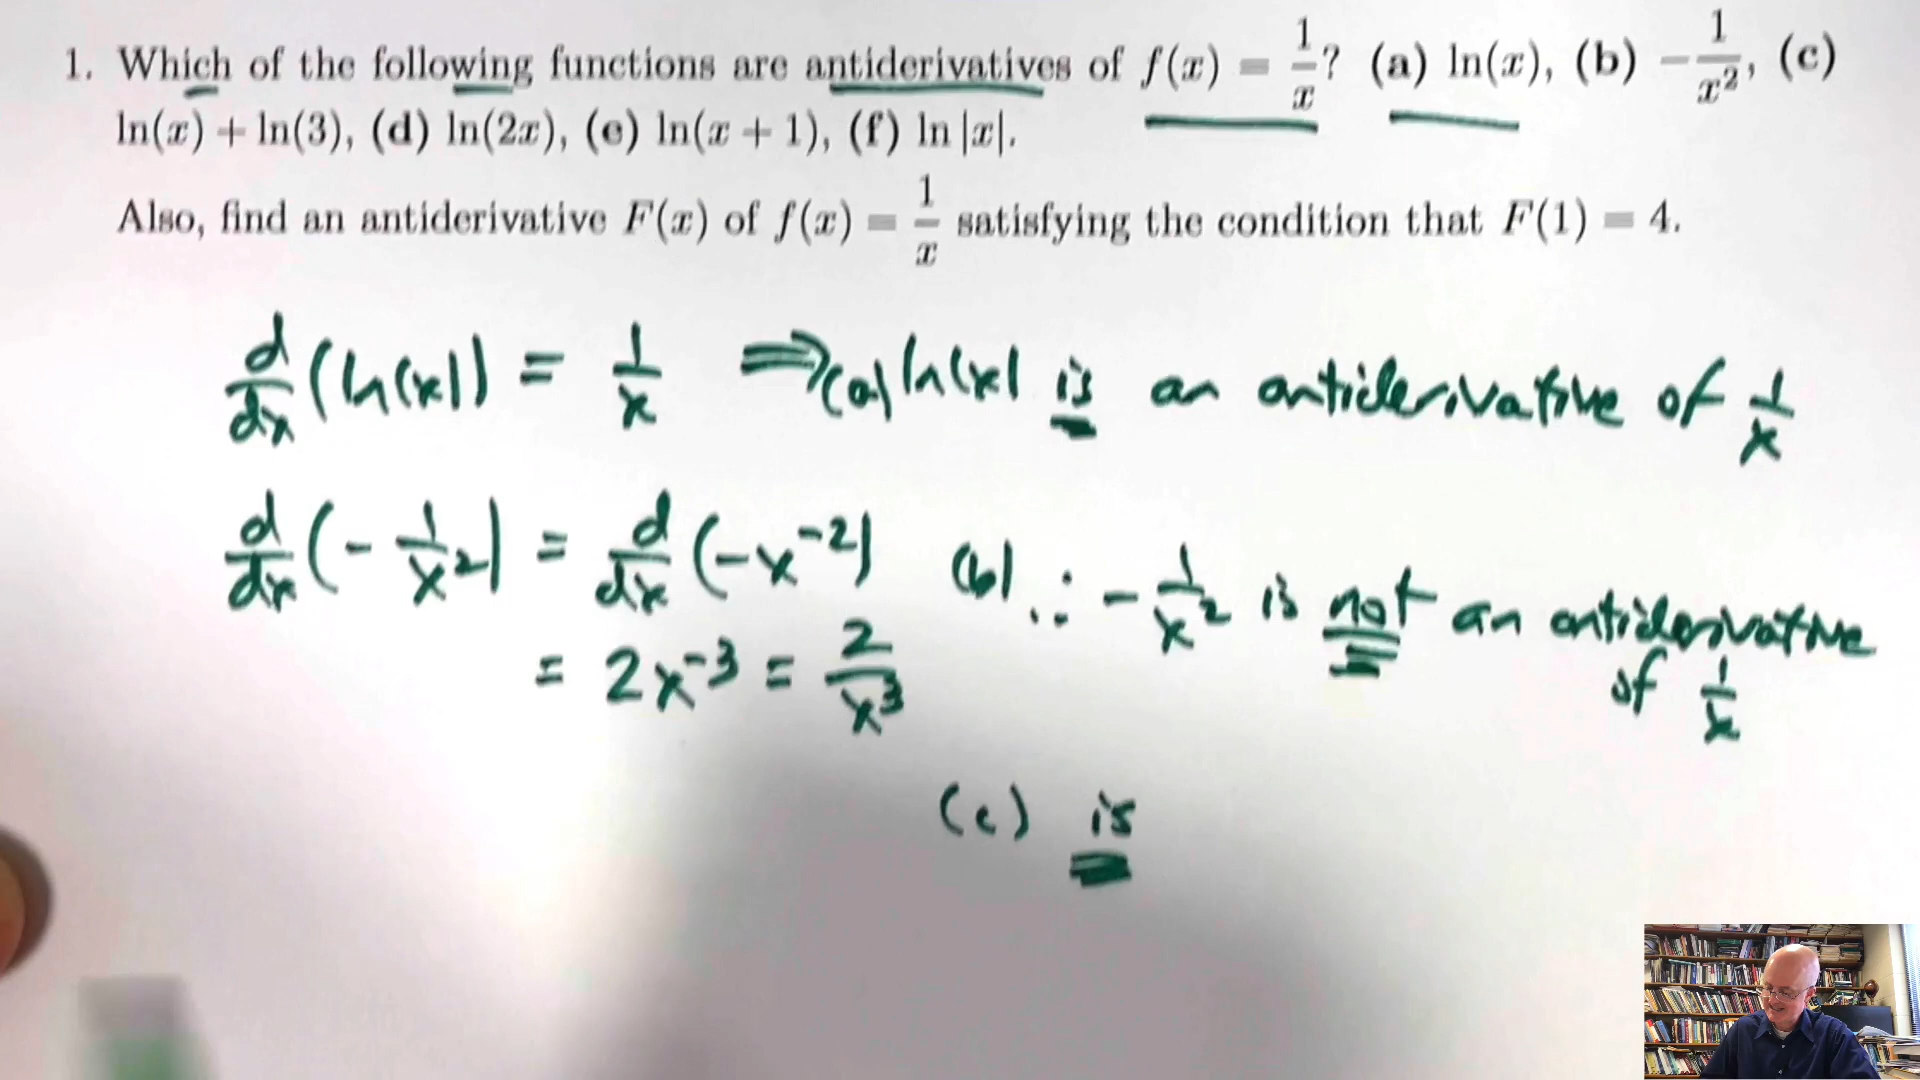 1. Which of the following functions are antiderivatives of f(x) = 1/x? (a) ln(x), (b) −1/x², (c)
ln(x) + ln(3), (d) ln(2x), (e) ln(x + 1), (f) ln |x|.
Also, find an antiderivative F(x) of f(x) = 1/x satisfying the condition that F(1) = 4.
d/dx (ln(x)) = 1/x ⟹ (a) ln(x) is an antiderivative of 1/x
d/dx (−1/x²) = d/dx (−x⁻²) (b) ∴ −1/x² is not an antiderivative
of 1/x
= 2x⁻³ = 2/x³
(c) is